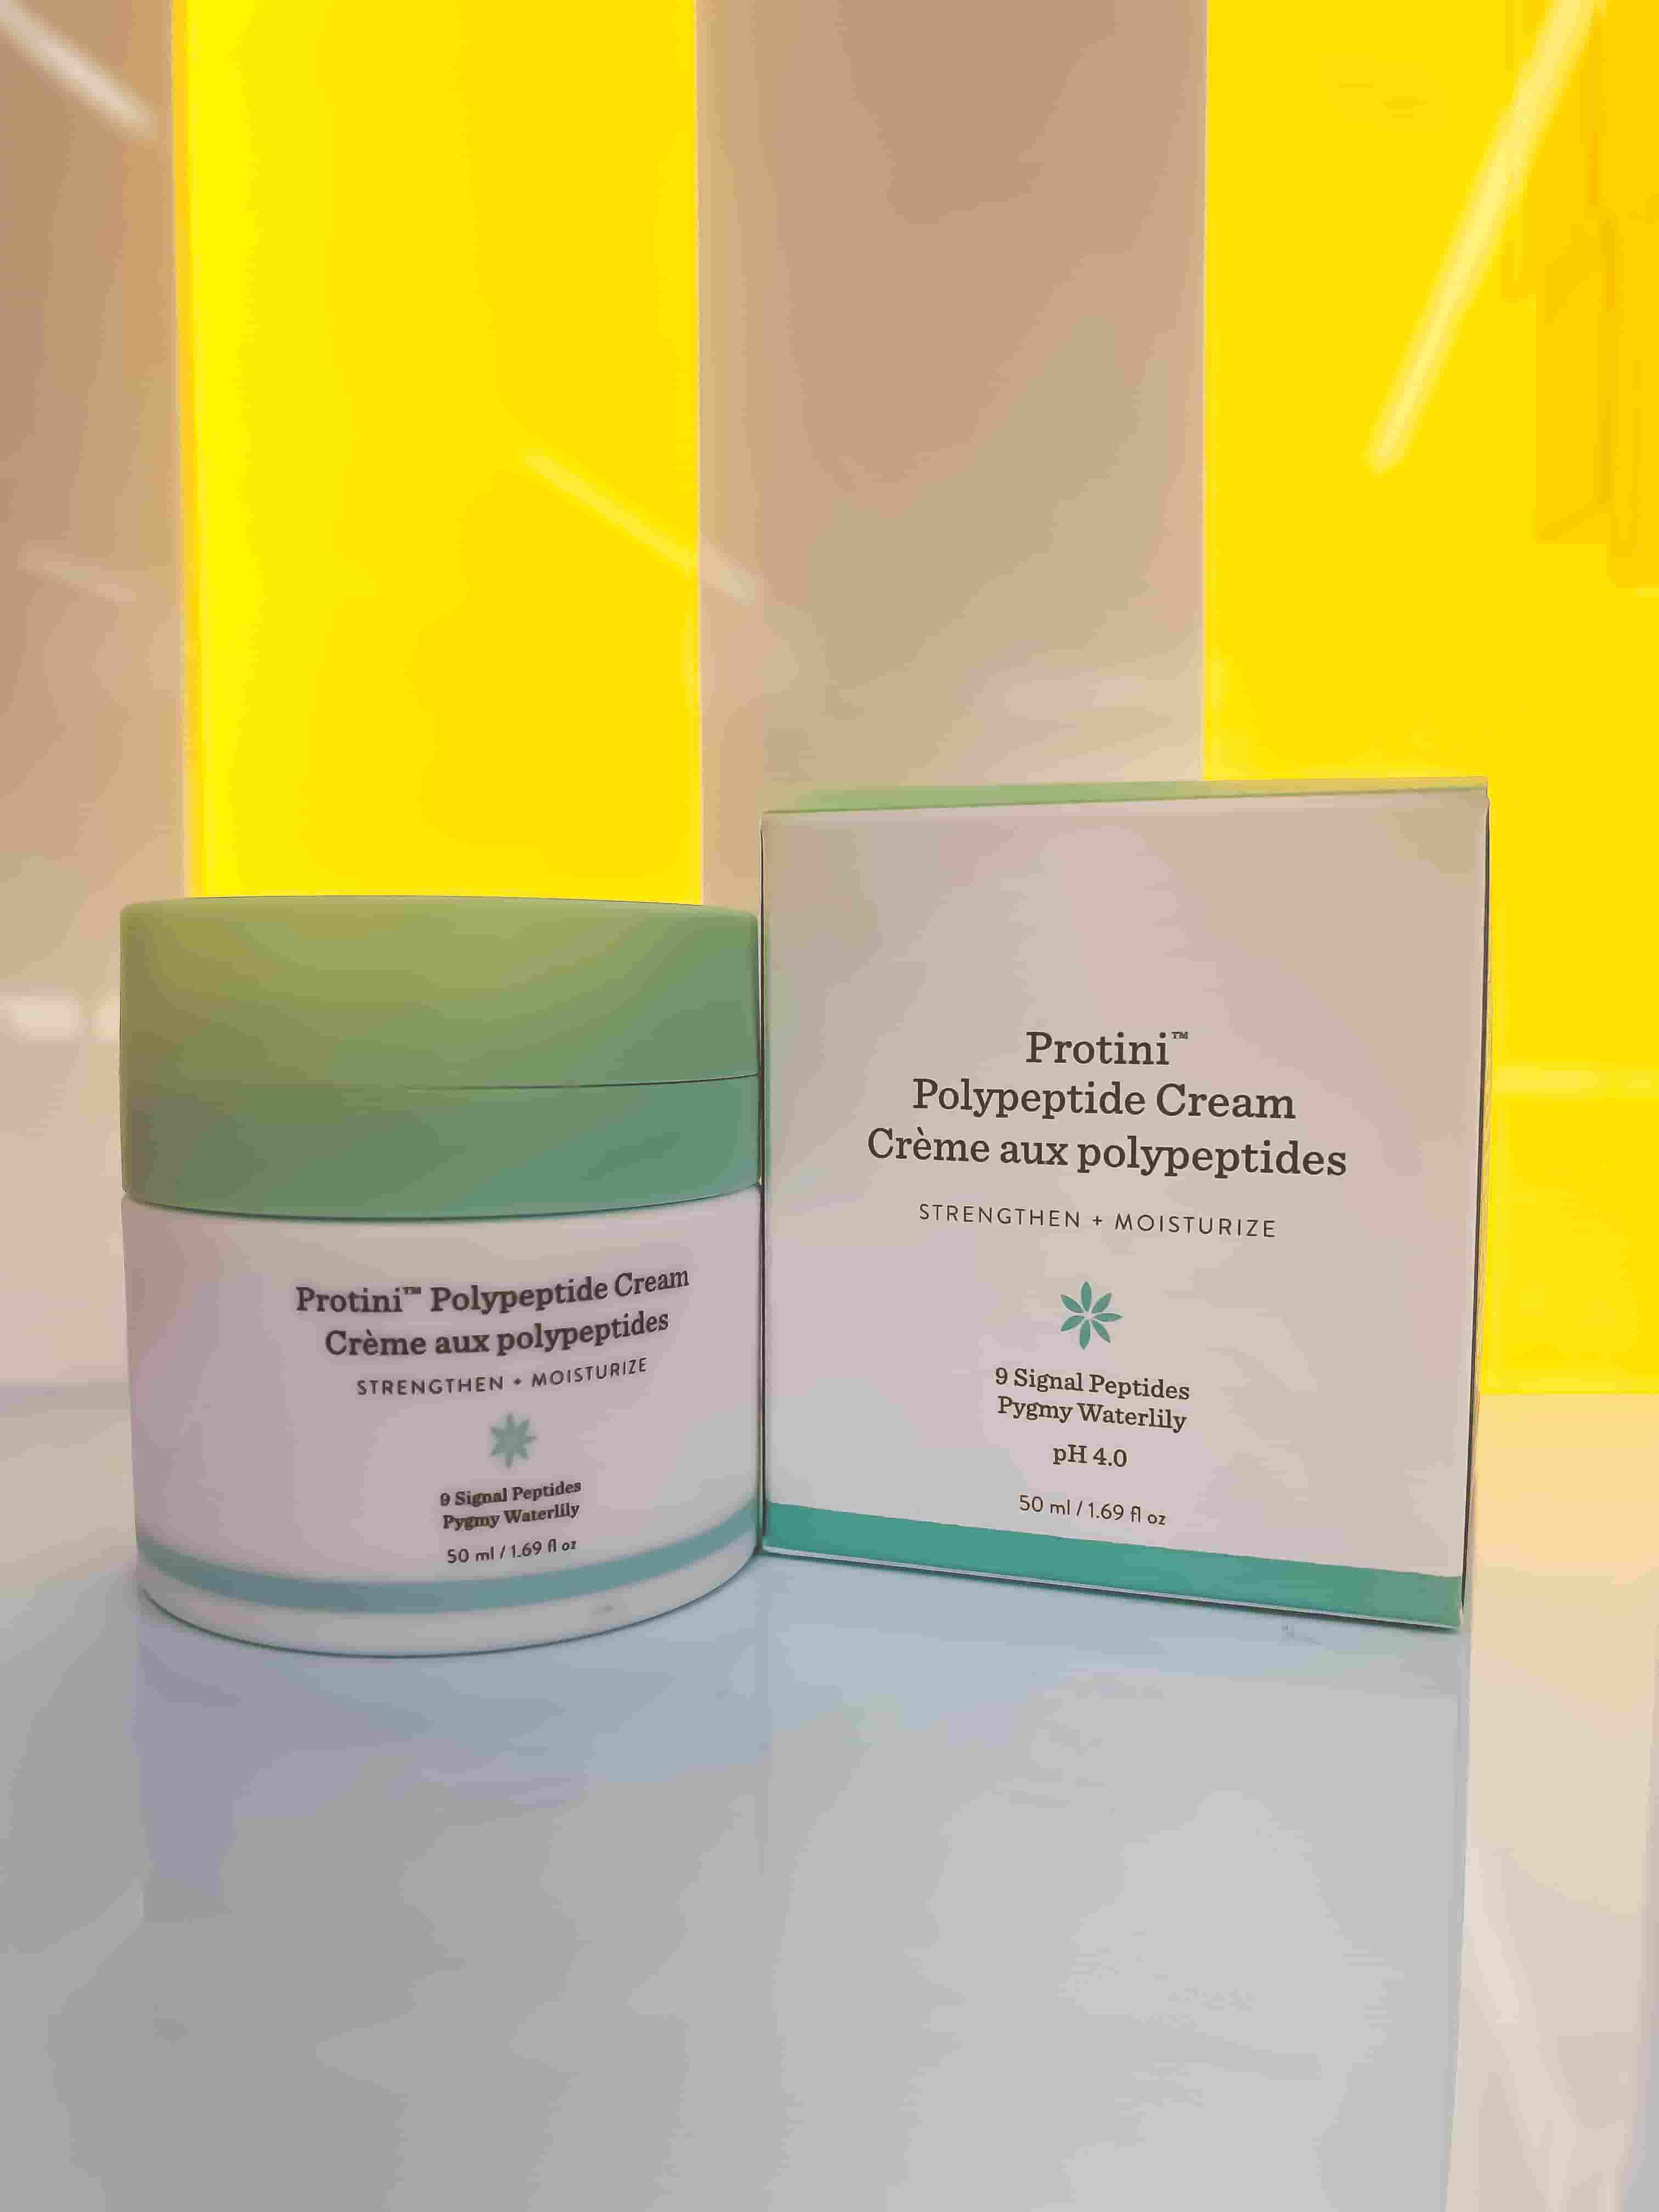 Protini™ Polypeptide Cream
Crème aux polypeptides
STRENGTHEN + MOISTURIZE
9 Signal Peptides
Pygmy Waterlily
50 ml / 1.69 fl oz
Protini™
Polypeptide Cream
Crème aux polypeptides
STRENGTHEN + MOISTURIZE
9 Signal Peptides
Pygmy Waterlily
pH 4.0
50 ml / 1.69 fl oz